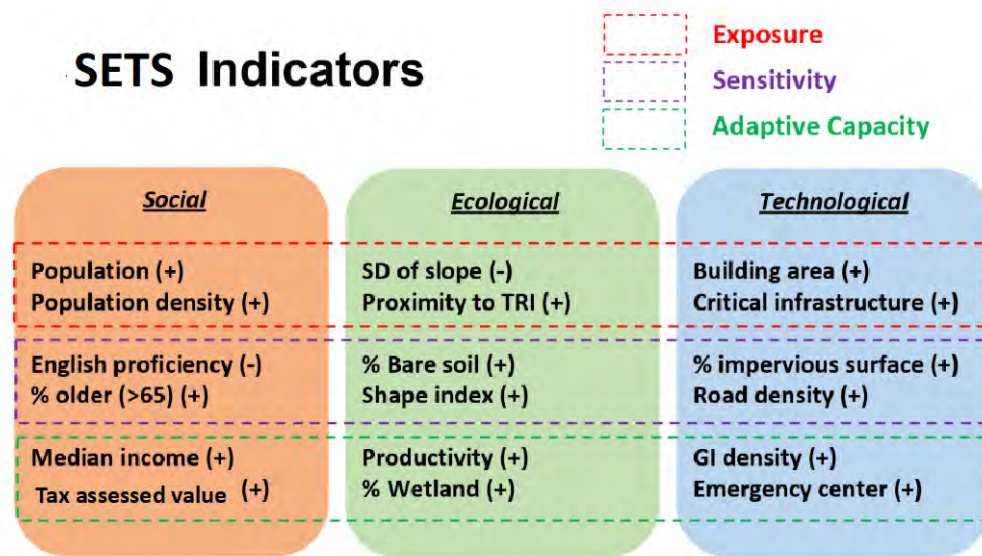 SETS Indicators
Exposure
Sensitivity
Adaptive Capacity
Social
Population (+)
Population density (+)
English proficiency (-)
% older (>65) (+)
Median income (+)
Tax assessed value (+)
Ecological
SD of slope (-)
Proximity to TRI (+)
% Bare soil (+)
Shape index (+)
Productivity (+)
% Wetland (+)
Technological
Building area (+)
Critical infrastructure (+)
% impervious surface (+)
Road density (+)
GI density (+)
Emergency center (+)